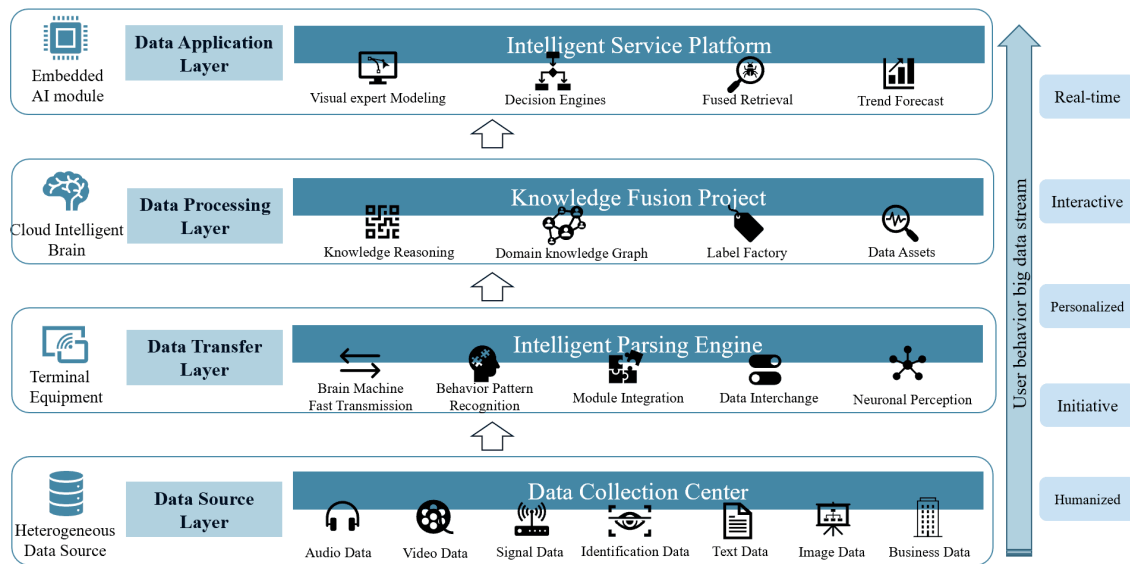 Embedded
AI module
Data Application
Layer
Intelligent Service Platform
Visual expert Modeling
Decision Engines
Fused Retrieval
Trend Forecast
Cloud Intelligent
Brain
Data Processing
Layer
Knowledge Fusion Project
Knowledge Reasoning
Domain knowledge Graph
Label Factory
Data Assets
Terminal
Equipment
Data Transfer
Layer
Intelligent Parsing Engine
Brain Machine
Fast Transmission
Behavior Pattern
Recognition
Module Integration
Data Interchange
Neuronal Perception
Heterogeneous
Data Source
Data Source
Layer
Data Collection Center
Audio Data
Video Data
Signal Data
Identification Data
Text Data
Image Data
Business Data
User behavior big data stream
Real-time
Interactive
Personalized
Initiative
Humanized